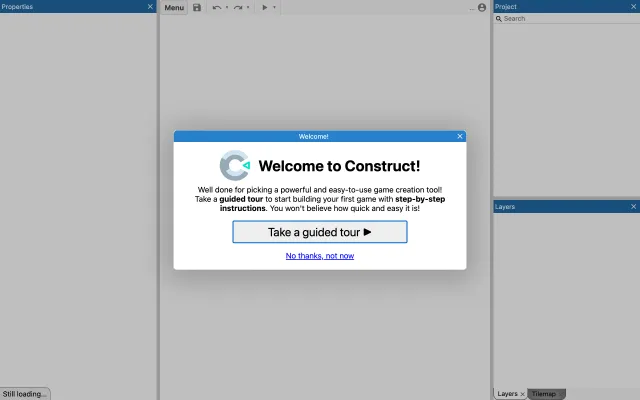 Properties
Menu
...
Project
Search
Welcome!
Welcome to Construct!
Well done for picking a powerful and easy-to-use game creation tool!
Take a guided tour to start building your first game with step-by-step
instructions. You won't believe how quick and easy it is!
Take a guided tour
No thanks, not now
Layers
Still loading...
Layers
Tilemap